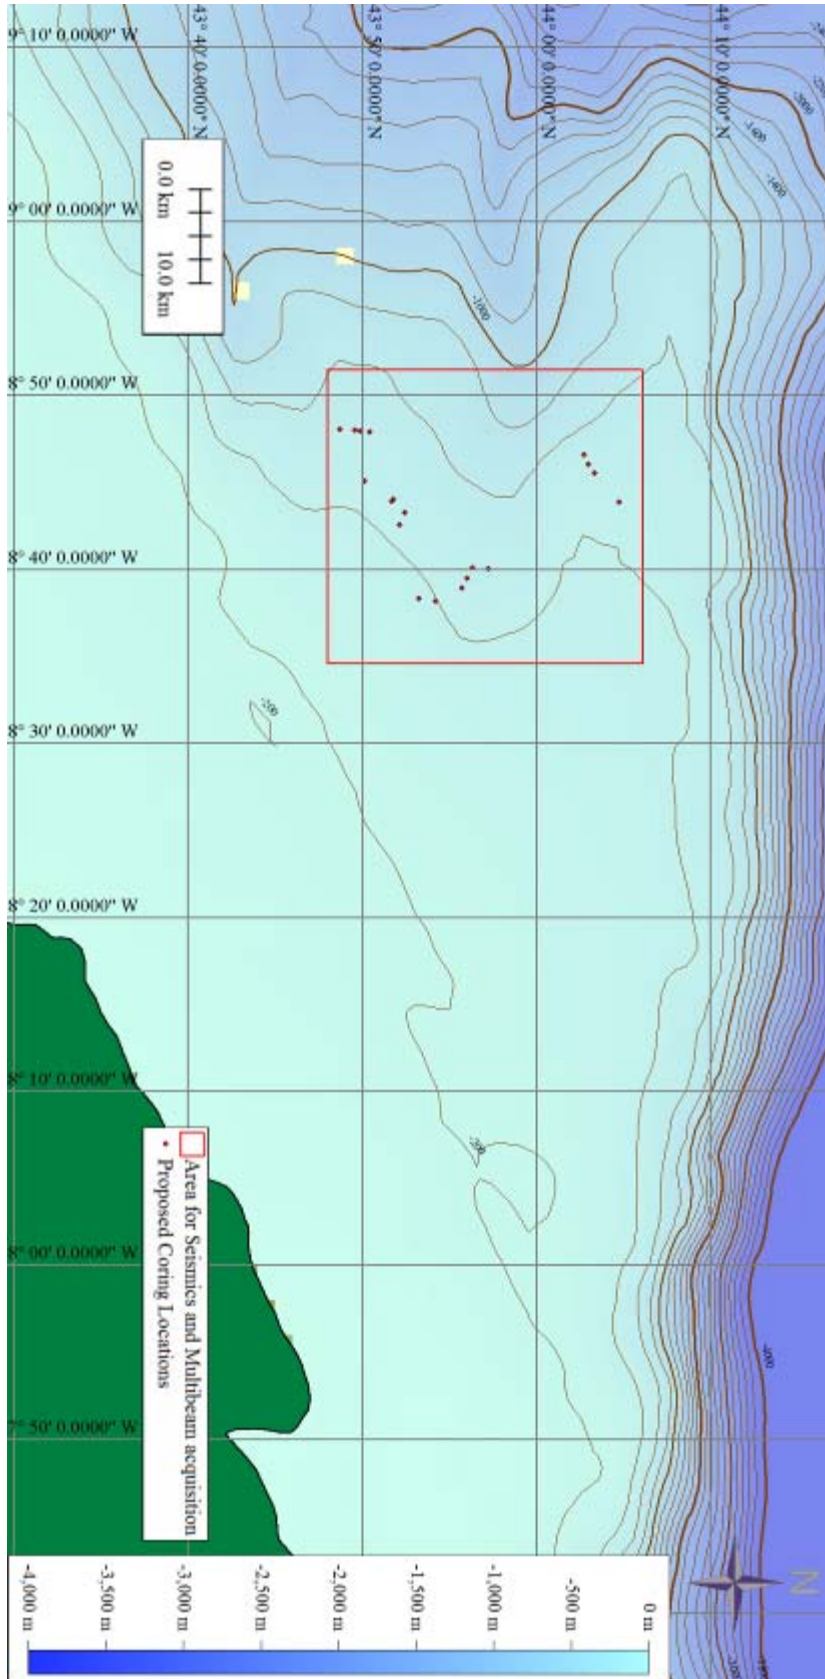 44° 10' 0.0000" N
44° 00' 0.0000" N
43° 50' 0.0000" N
43° 40' 0.0000" N
9° 10' 0.0000" W
9° 00' 0.0000" W
8° 50' 0.0000" W
8° 40' 0.0000" W
8° 30' 0.0000" W
8° 20' 0.0000" W
8° 10' 0.0000" W
8° 00' 0.0000" W
7° 50' 0.0000" W
-2000
-1400
-1000
-200
-200
-4000
0.0 km 10.0 km
Area for Seismics and Multibeam acquisition
Proposed Coring Locations
N
0 m
-500 m
-1,000 m
-1,500 m
-2,000 m
-2,500 m
-3,000 m
-3,500 m
-4,000 m